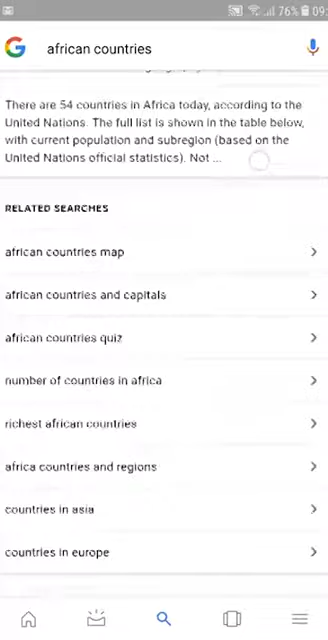 76% 09:
african countries
There are 54 countries in Africa today, according to the
United Nations. The full list is shown in the table below,
with current population and subregion (based on the
United Nations official statistics). Not ...
RELATED SEARCHES
african countries map
african countries and capitals
african countries quiz
number of countries in africa
richest african countries
africa countries and regions
countries in asia
countries in europe